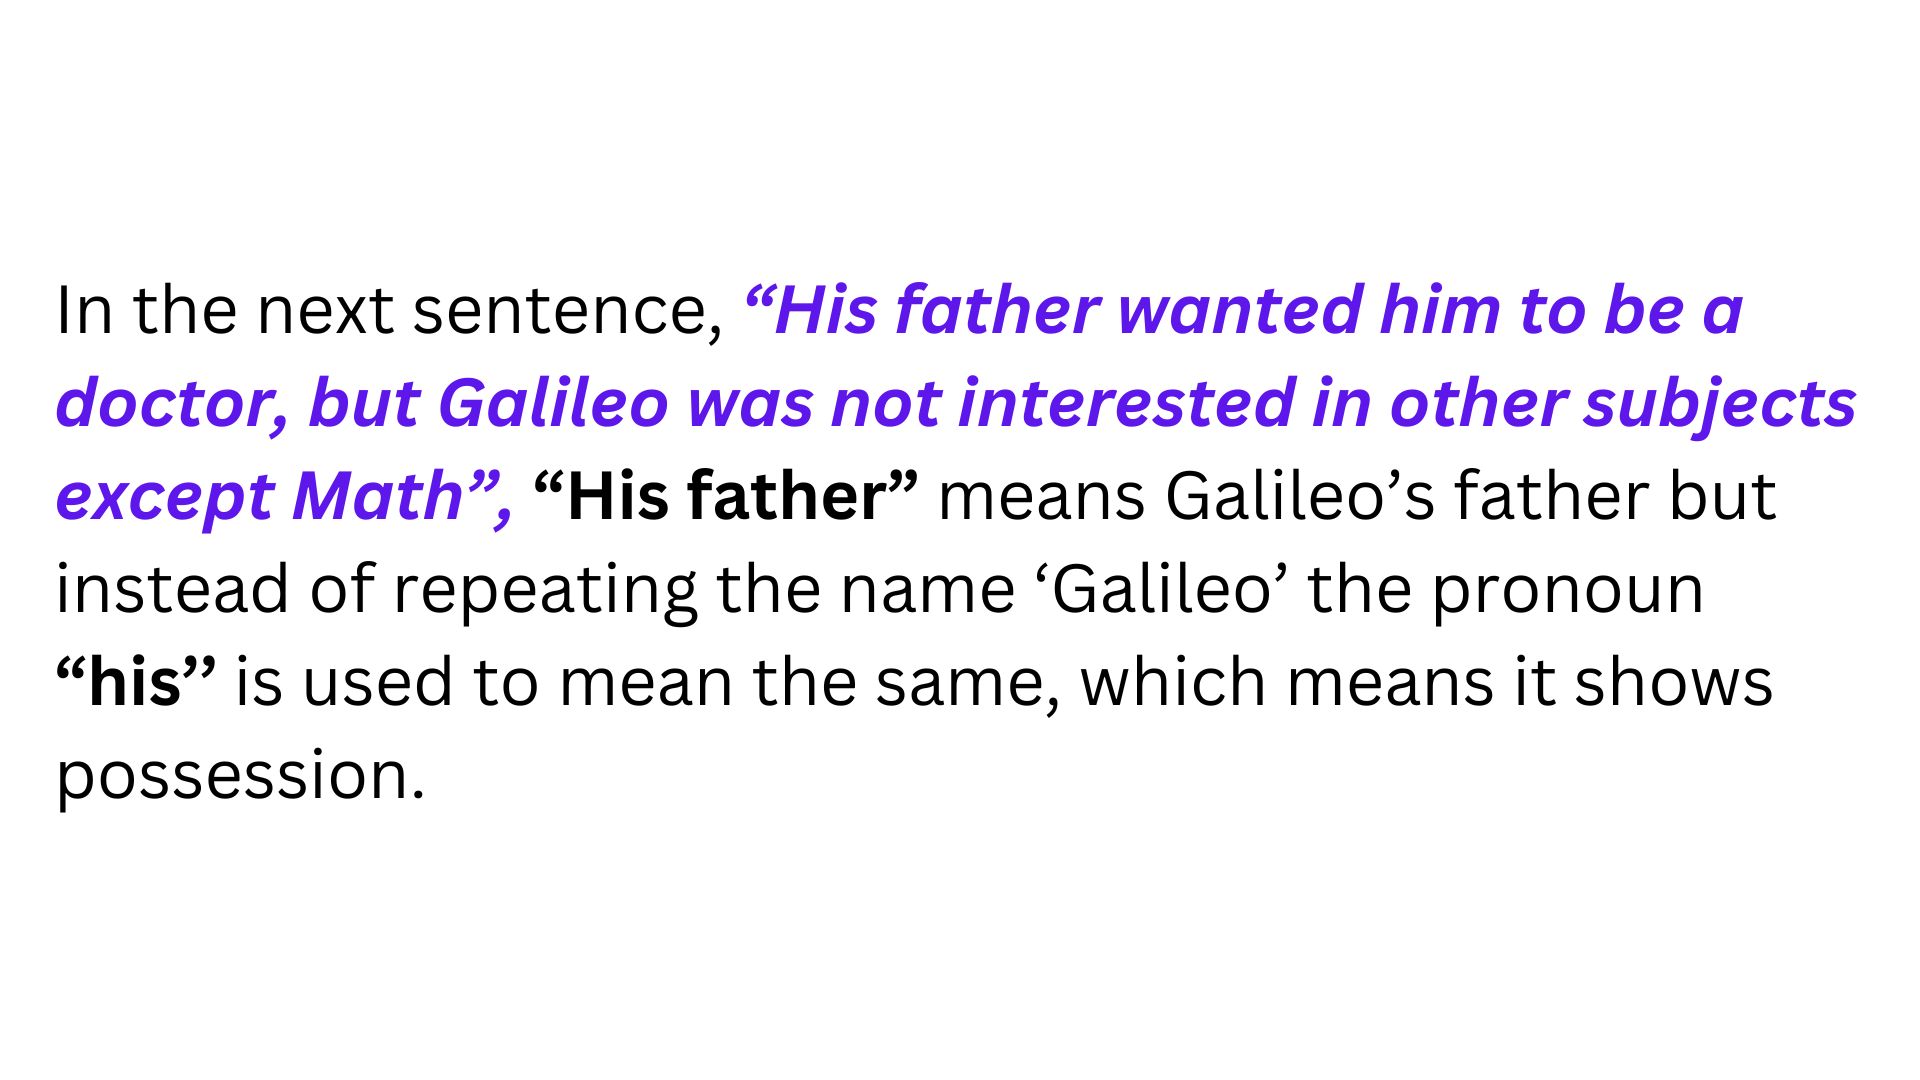 In the next sentence, “His father wanted him to be a
doctor, but Galileo was not interested in other subjects
except Math”, “His father” means Galileo’s father but
instead of repeating the name ‘Galileo’ the pronoun
“his’’ is used to mean the same, which means it shows
possession.